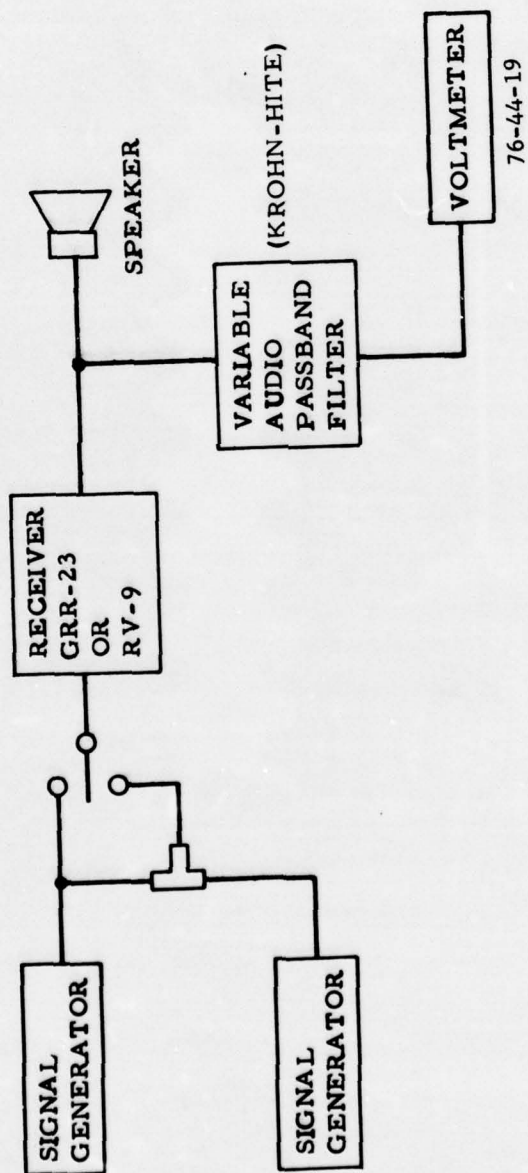 SIGNAL
GENERATOR
SIGNAL
GENERATOR
RECEIVER
GRR-23
OR
RV-9
SPEAKER
VARIABLE
AUDIO
PASSBAND
FILTER
(KROHN-HITE)
VOLTMETER
76-44-19